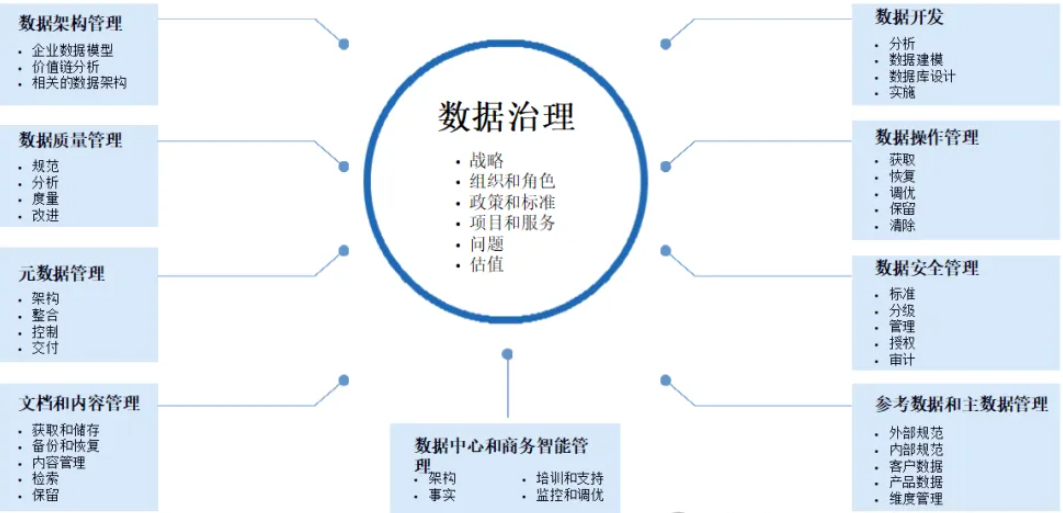 数据架构管理
• 企业数据模型
• 价值链分析
• 相关的数据架构
数据质量管理
• 规范
• 分析
• 度量
• 改进
元数据管理
• 架构
• 整合
• 控制
• 交付
文档和内容管理
• 获取和储存
• 备份和恢复
• 内容管理
• 检索
• 保留
数据治理
• 战略
• 组织和角色
• 政策和标准
• 项目和服务
• 问题
• 估值
数据中心和商务智能管
理
• 架构
• 事实
• 培训和支持
• 监控和调优
数据开发
• 分析
• 数据建模
• 数据库设计
• 实施
数据操作管理
• 获取
• 恢复
• 调优
• 保留
• 清除
数据安全管理
• 标准
• 分级
• 管理
• 授权
• 审计
参考数据和主数据管理
• 外部规范
• 内部规范
• 客户数据
• 产品数据
• 维度管理